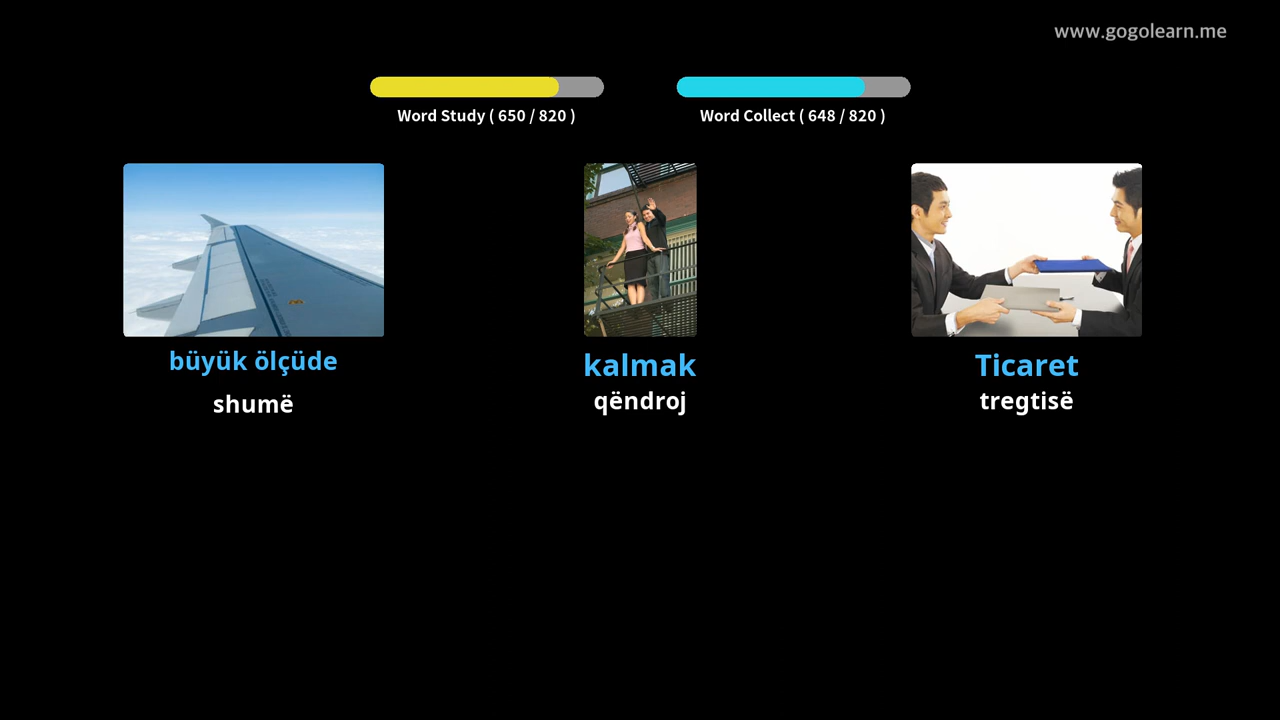 www.gogolearn.me
Word Study ( 650 / 820 )
Word Collect ( 648 / 820 )
büyük ölçüde
shumë
kalmak
qëndroj
Ticaret
tregtisë